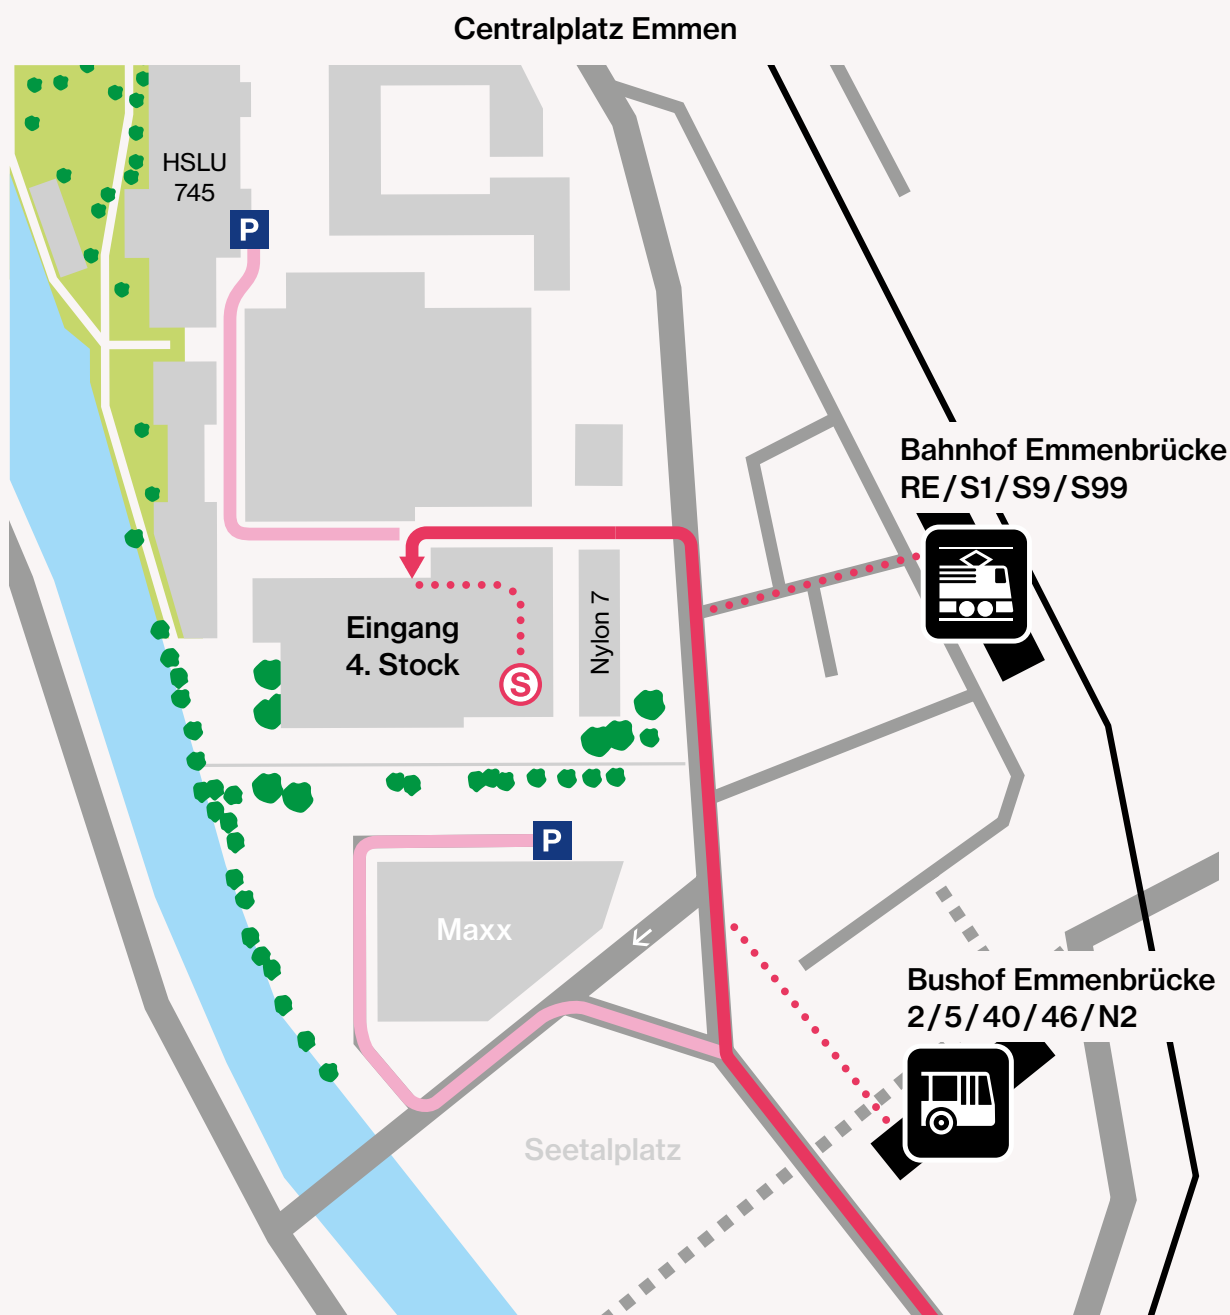 Centralplatz Emmen
HSLU
745
P
Bahnhof Emmenbrücke
RE/S1/S9/S99
Eingang
4. Stock
Nylon 7
S
P
Maxx
Bushof Emmenbrücke
2/5/40/46/N2
Seetalplatz